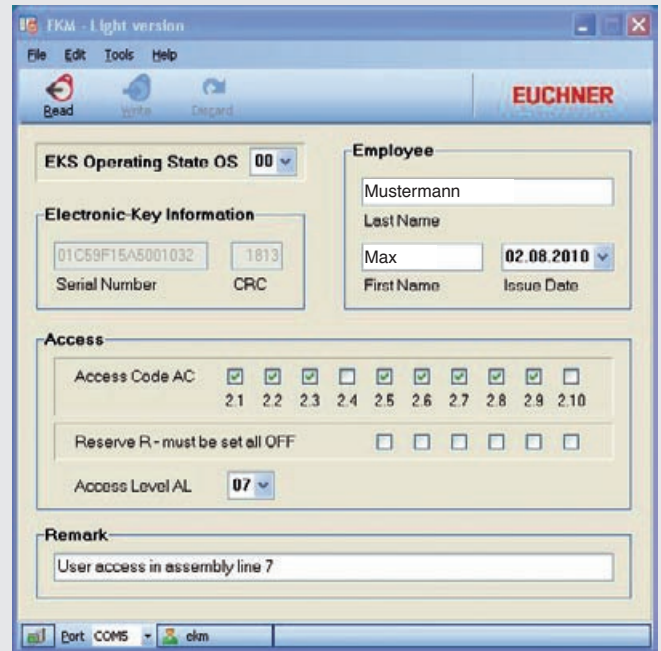 EKM - Light version
File Edit Tools Help
Read Write Discard
EUCHNER
EKS Operating State OS 00
Electronic-Key Information
01C59F15A5001032 1813
Serial Number CRC
Employee
Mustermann
Last Name
Max 02.08.2010
First Name Issue Date
Access
Access Code AC
2.1 2.2 2.3 2.4 2.5 2.6 2.7 2.8 2.9 2.10
Reserve R - must be set all OFF
Access Level AL 07
Remark
User access in assembly line 7
Port COM5 ekm